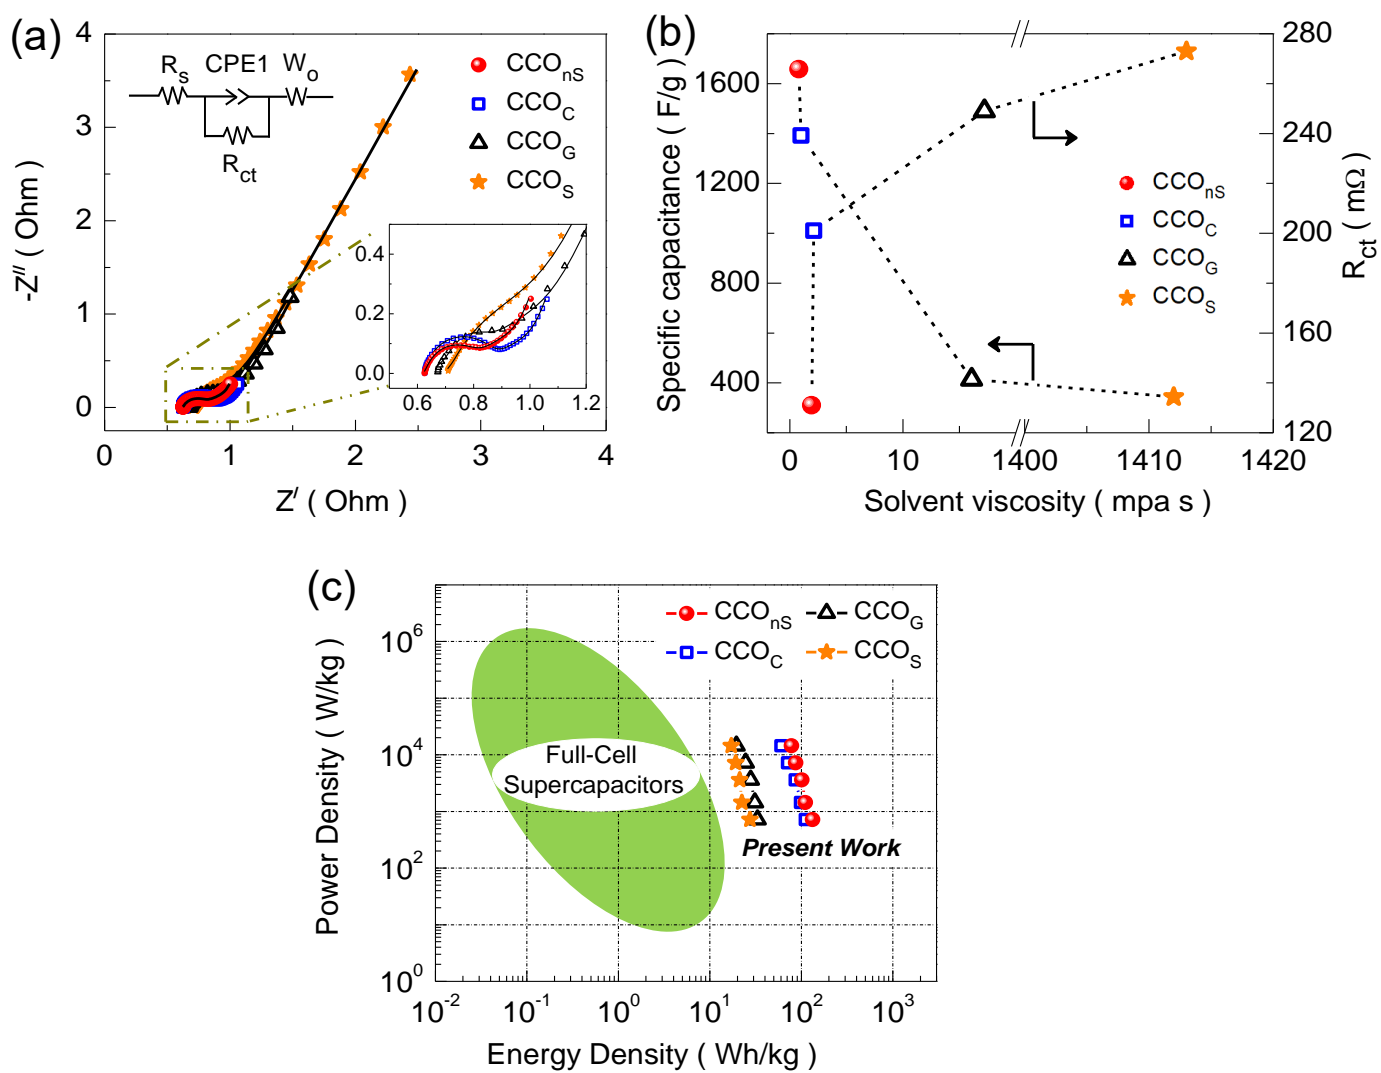 (a)
4
3
2
1
0
-Z′′ ( Ohm )
0
1
2
3
4
Z′ ( Ohm )
Rs
CPE1
Wo
Rct
CCOnS
CCOC
CCOG
CCOS
0.4
0.2
0.0
0.6
0.8
1.0
1.2
(b)
1600
1200
800
400
Specific capacitance ( F/g )
280
240
200
160
120
Rct ( mΩ )
CCOnS
CCOC
CCOG
CCOS
0
10
1400
1410
1420
Solvent viscosity ( mpa s )
(c)
10^6
10^4
10^2
10^0
Power Density ( W/kg )
CCOnS
CCOG
CCOC
CCOS
Full-Cell
Supercapacitors
Present Work
10^-2
10^-1
10^0
10^1
10^2
10^3
Energy Density ( Wh/kg )